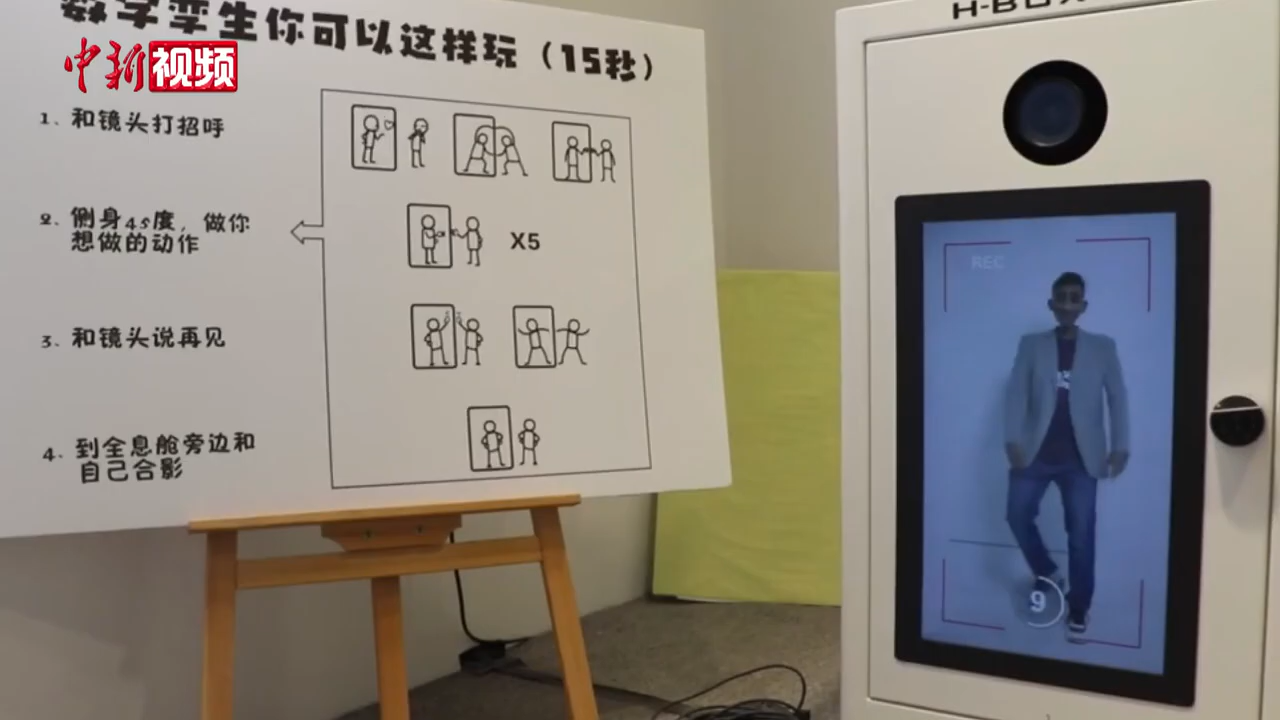 数字孪生你可以这样玩（15秒）
中新视频
1. 和镜头打招呼
2. 侧身45度，做你
想做的动作
X5
3. 和镜头说再见
4. 到全息舱旁边和
自己合影
H-BOX
REC
9